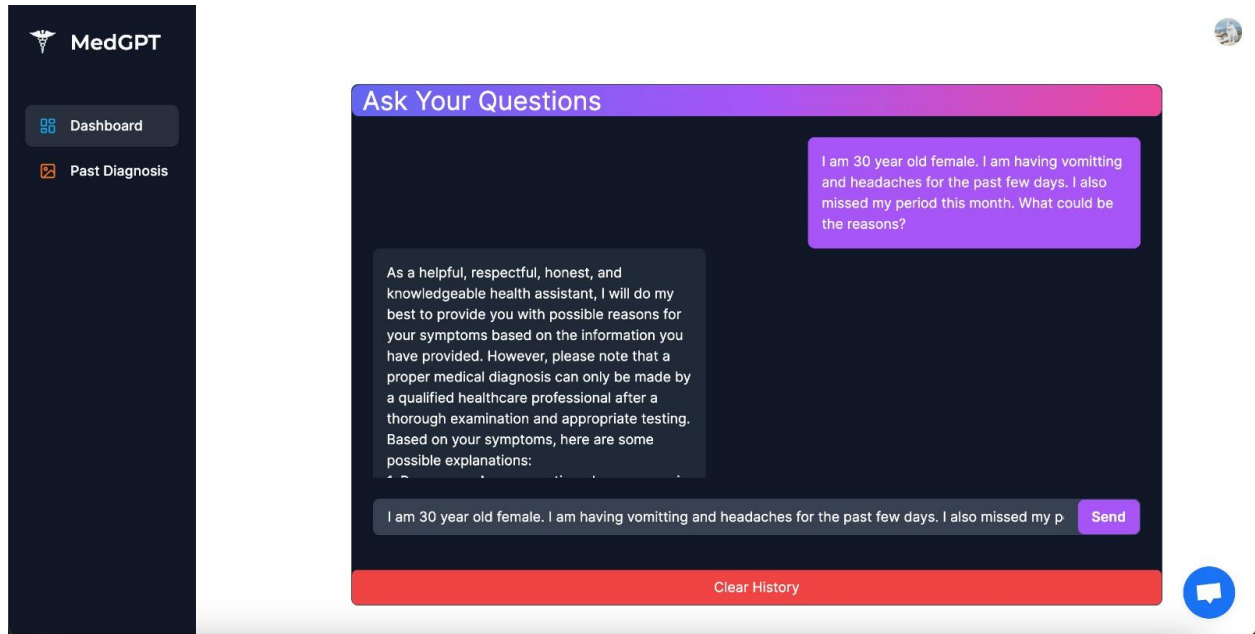 MedGPT
Dashboard
Past Diagnosis
Ask Your Questions
I am 30 year old female. I am having vomitting
and headaches for the past few days. I also
missed my period this month. What could be
the reasons?
As a helpful, respectful, honest, and
knowledgeable health assistant, I will do my
best to provide you with possible reasons for
your symptoms based on the information you
have provided. However, please note that a
proper medical diagnosis can only be made by
a qualified healthcare professional after a
thorough examination and appropriate testing.
Based on your symptoms, here are some
possible explanations:
I am 30 year old female. I am having vomitting and headaches for the past few days. I also missed my p
Send
Clear History